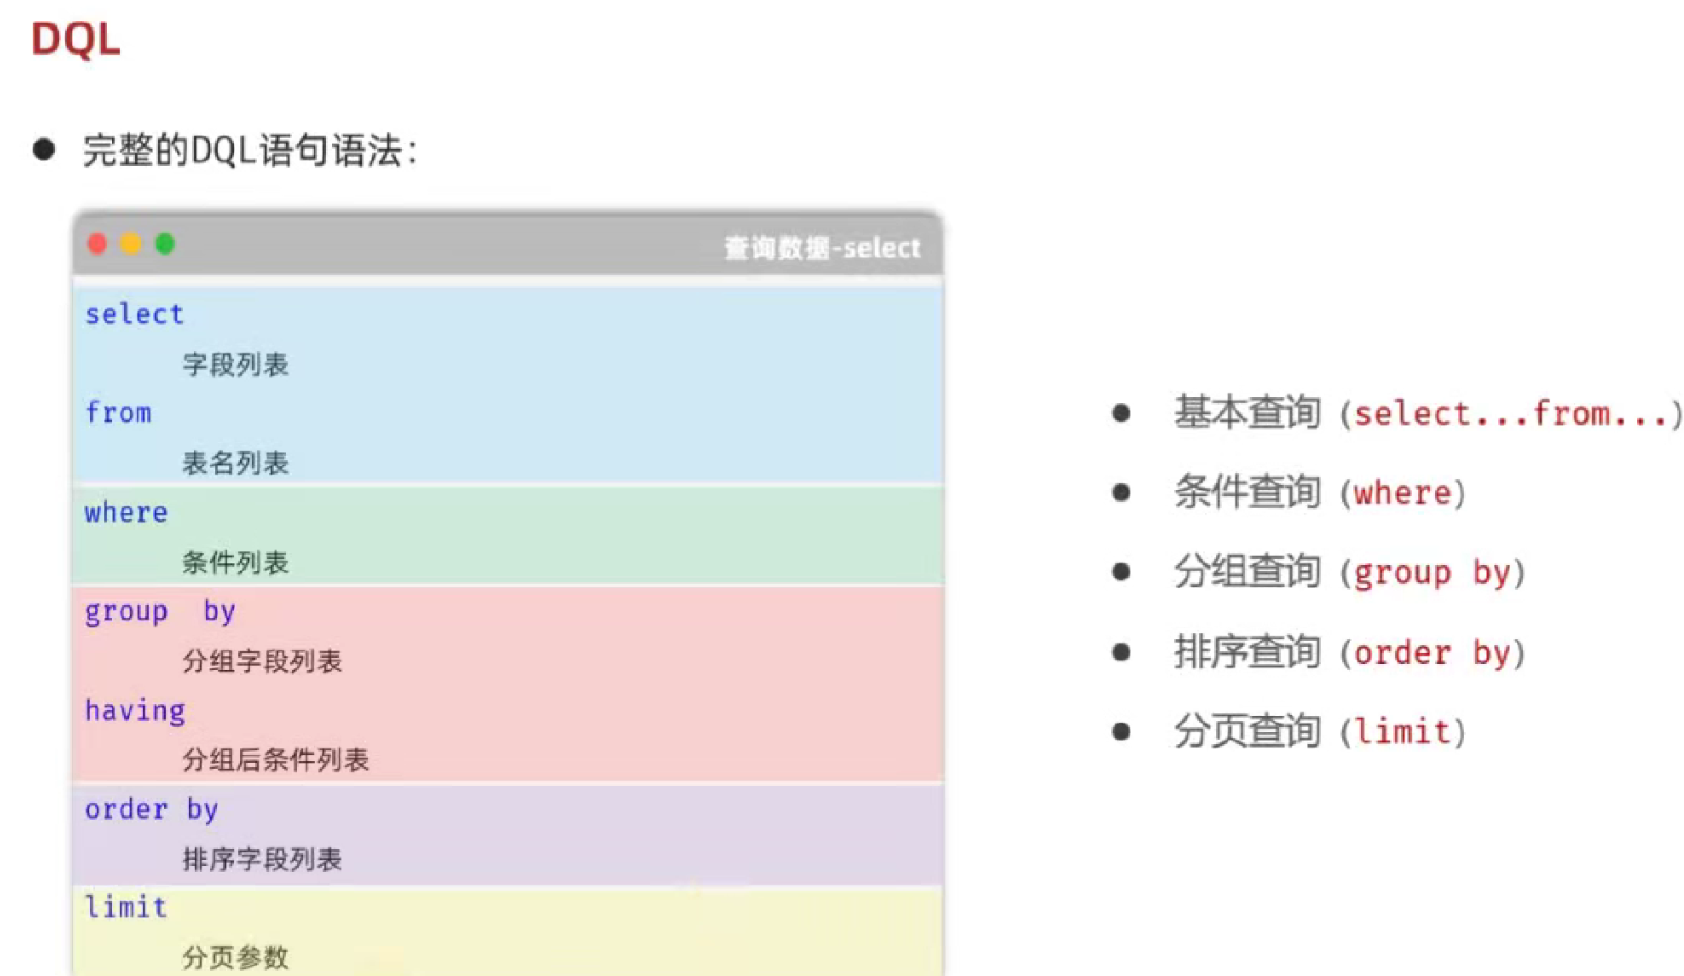 DQL
● 完整的DQL语句语法：
查询数据-select
select
字段列表
from
表名列表
where
条件列表
group by
分组字段列表
having
分组后条件列表
order by
排序字段列表
limit
分页参数
● 基本查询（select...from...）
● 条件查询（where）
● 分组查询（group by）
● 排序查询（order by）
● 分页查询（limit）